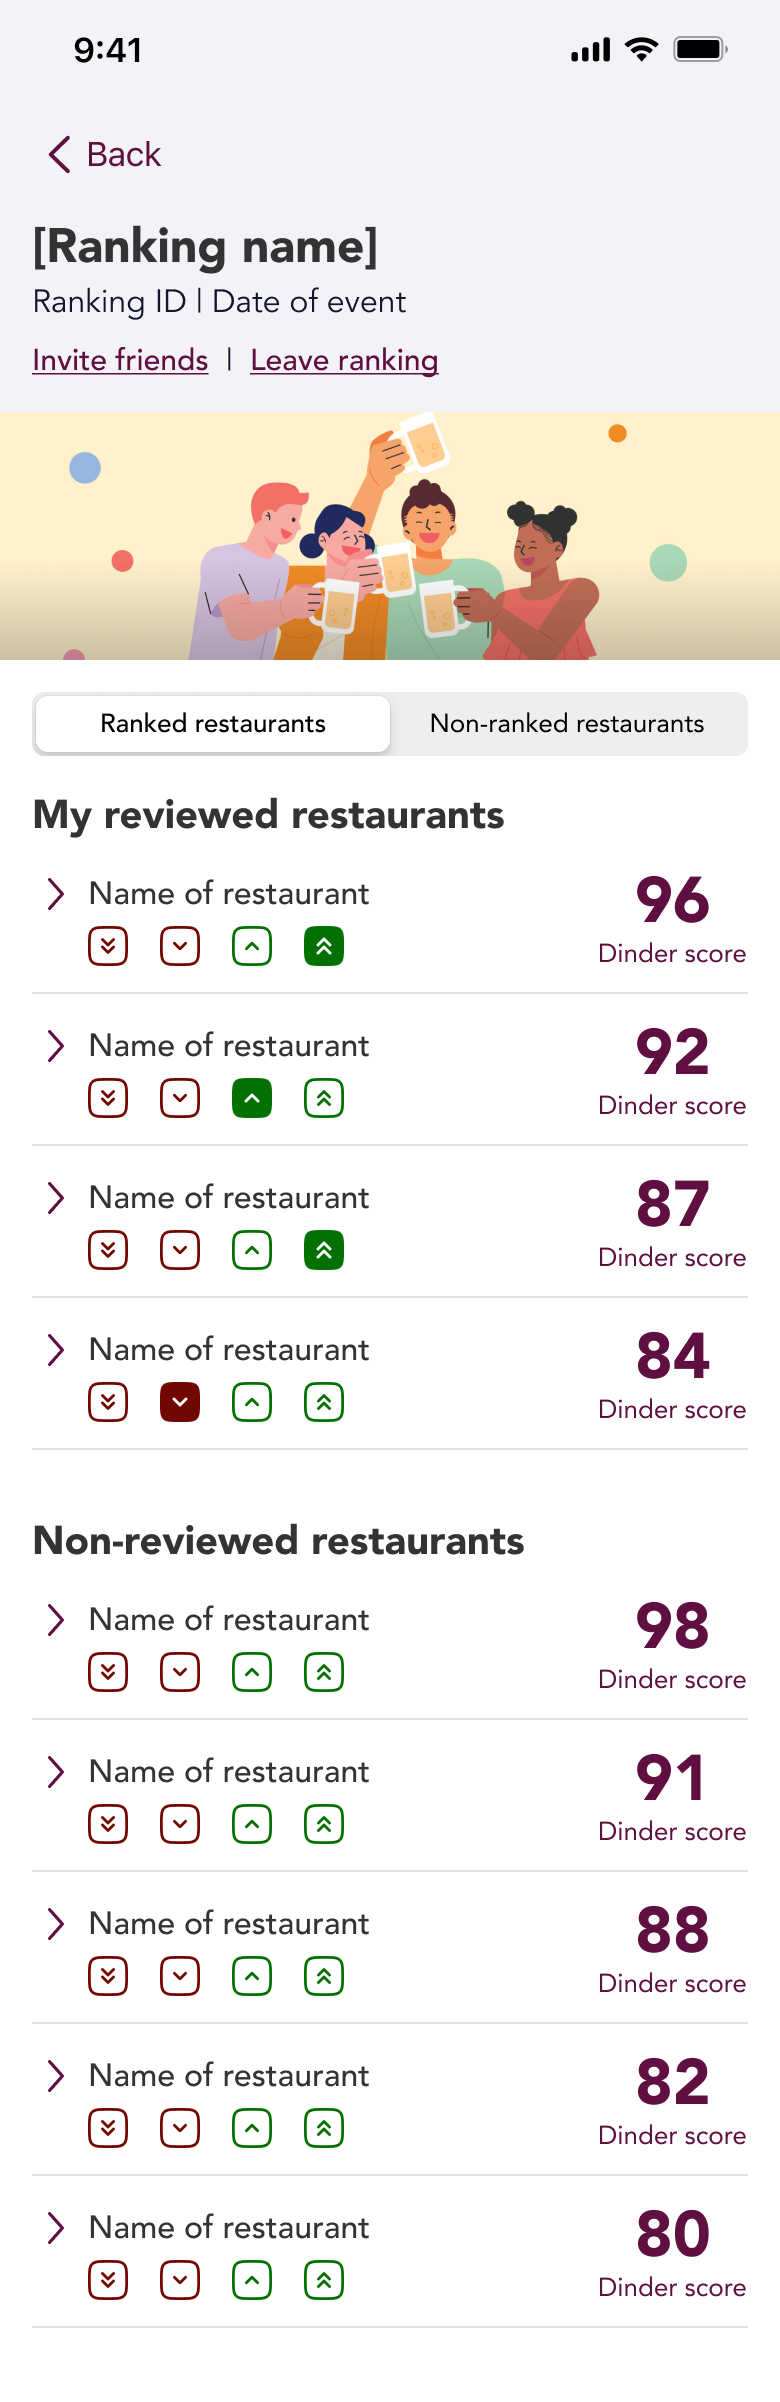 9:41
Back
[Ranking name]
Ranking ID | Date of event
Invite friends | Leave ranking
Ranked restaurants
Non-ranked restaurants
My reviewed restaurants
Name of restaurant
96
Dinder score
Name of restaurant
92
Dinder score
Name of restaurant
87
Dinder score
Name of restaurant
84
Dinder score
Non-reviewed restaurants
Name of restaurant
98
Dinder score
Name of restaurant
91
Dinder score
Name of restaurant
88
Dinder score
Name of restaurant
82
Dinder score
Name of restaurant
80
Dinder score